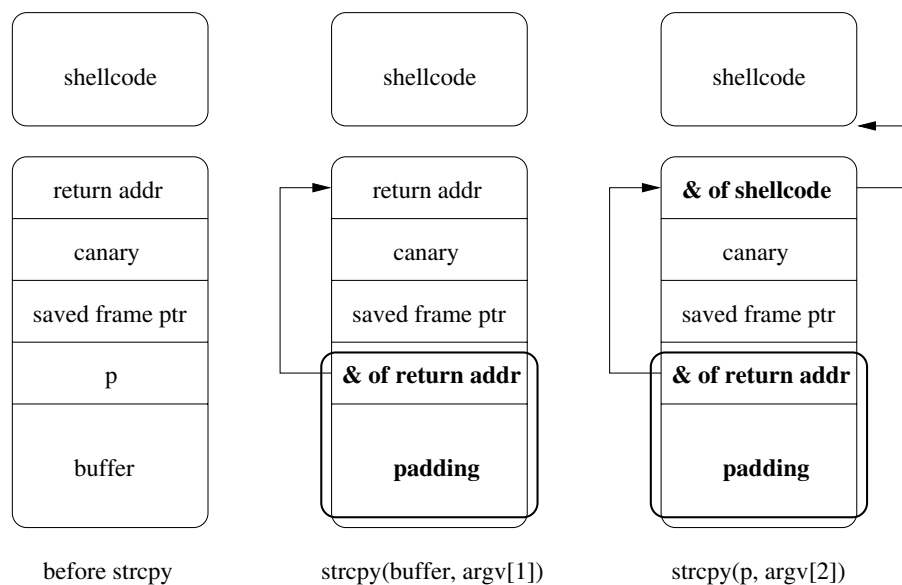 shellcode
return addr
canary
saved frame ptr
p
buffer
before strcpy
shellcode
return addr
canary
saved frame ptr
& of return addr
padding
strcpy(buffer, argv[1])
shellcode
& of shellcode
canary
saved frame ptr
& of return addr
padding
strcpy(p, argv[2])